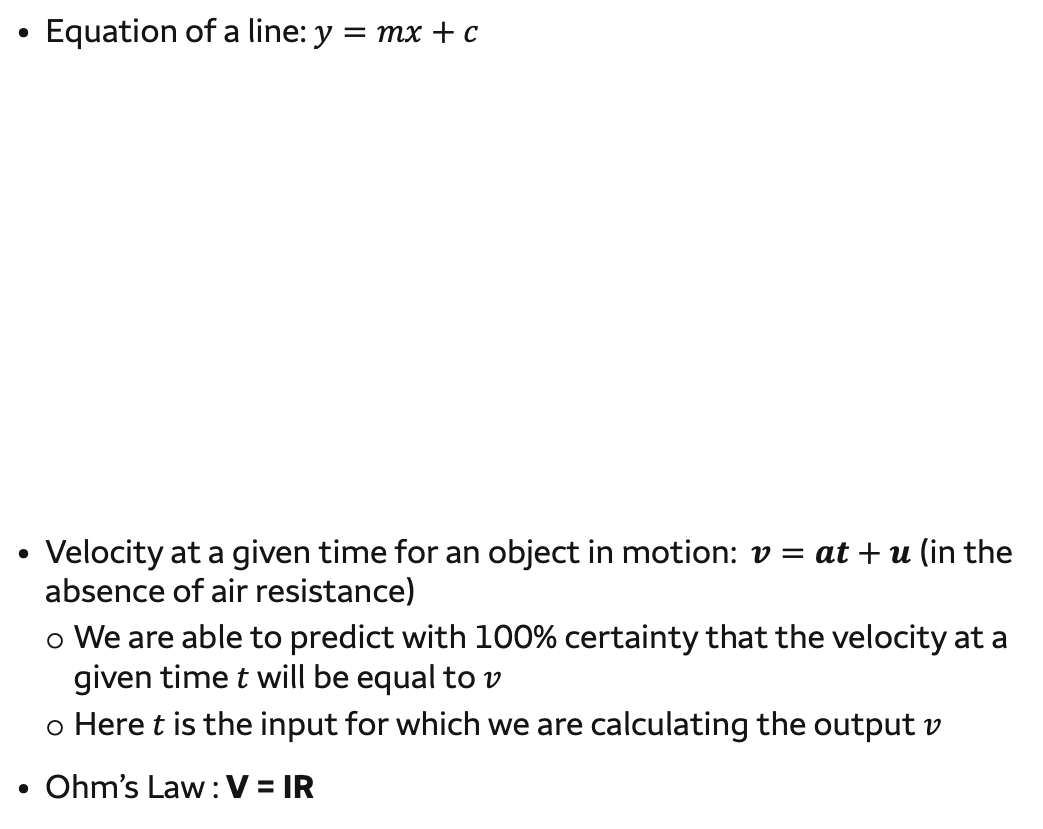 • Equation of a line: y = mx + c
• Velocity at a given time for an object in motion: v = at + u (in the
absence of air resistance)
o We are able to predict with 100% certainty that the velocity at a
given time t will be equal to v
o Here t is the input for which we are calculating the output v
• Ohm’s Law : V = IR